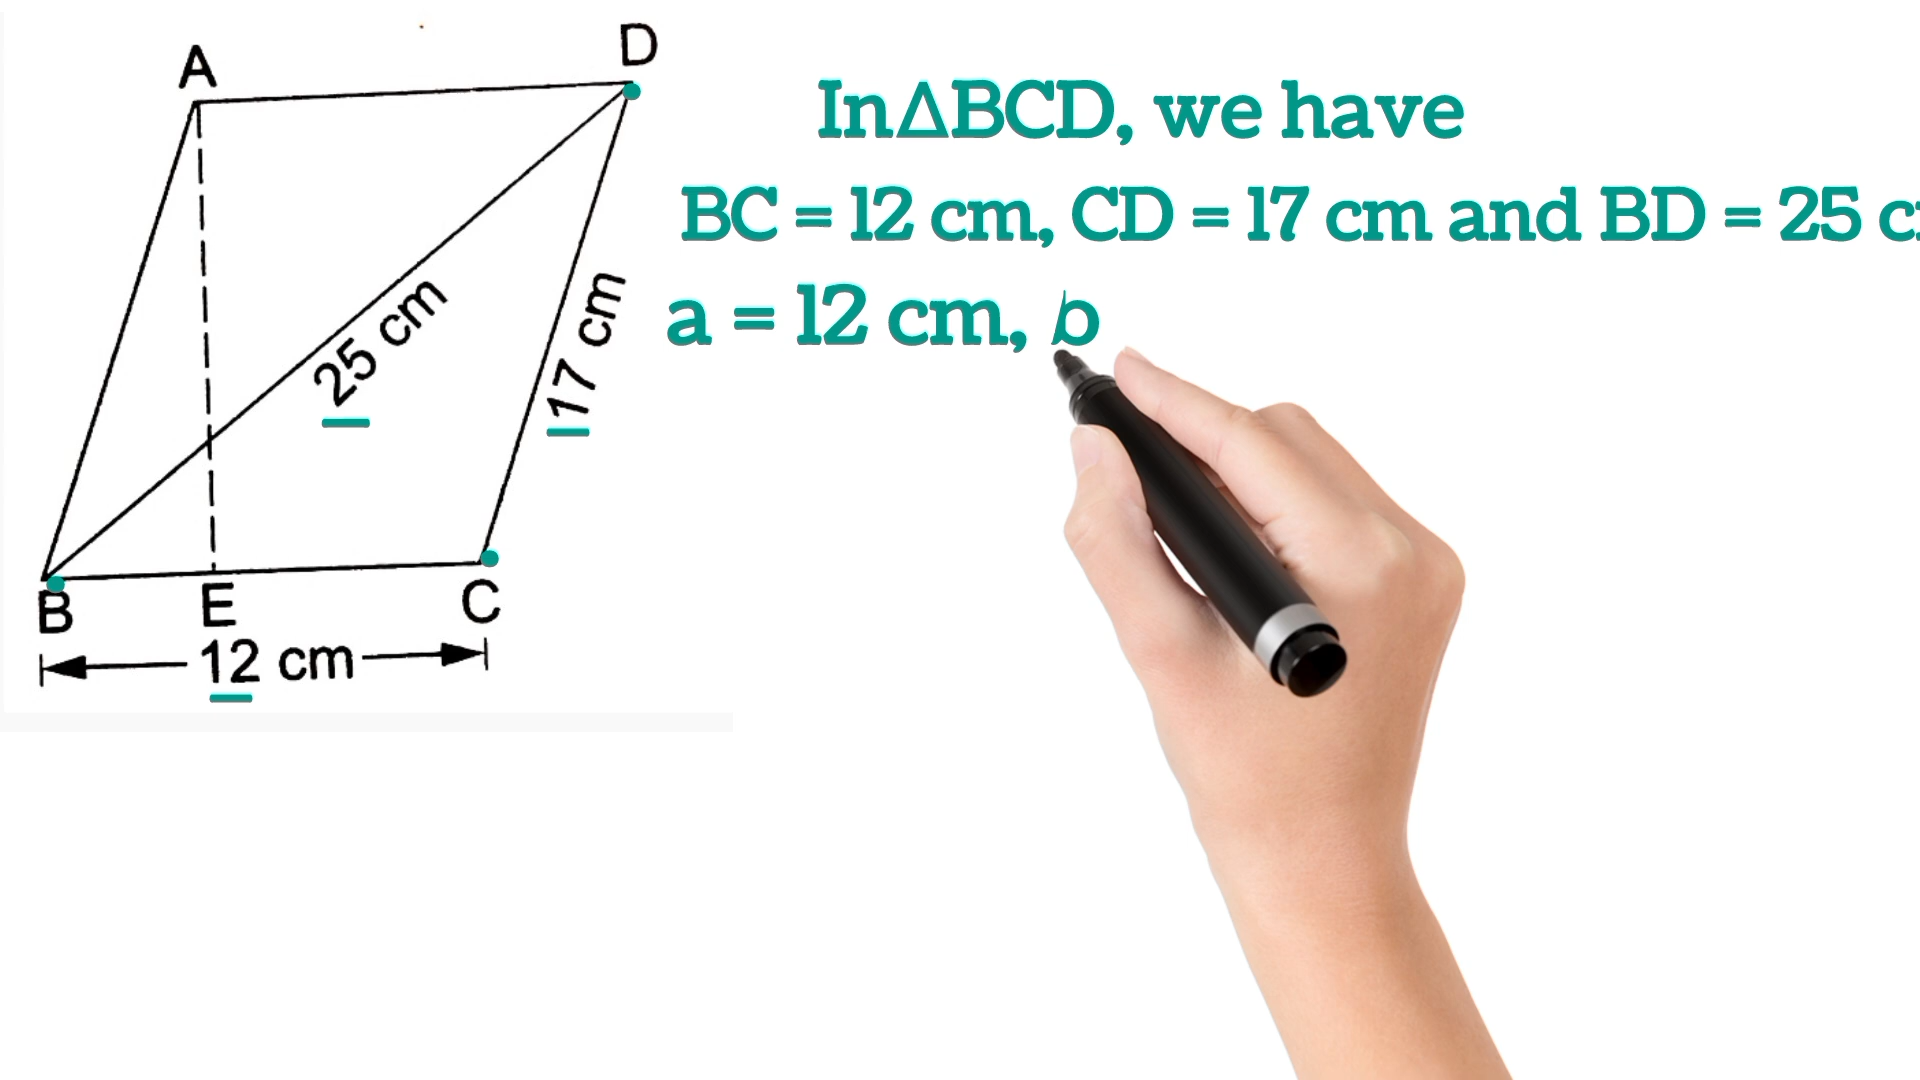 A
D
25 cm
17 cm
B
E
C
12 cm
In∆BCD, we have
BC = 12 cm, CD = 17 cm and BD = 25 c
a = 12 cm, b